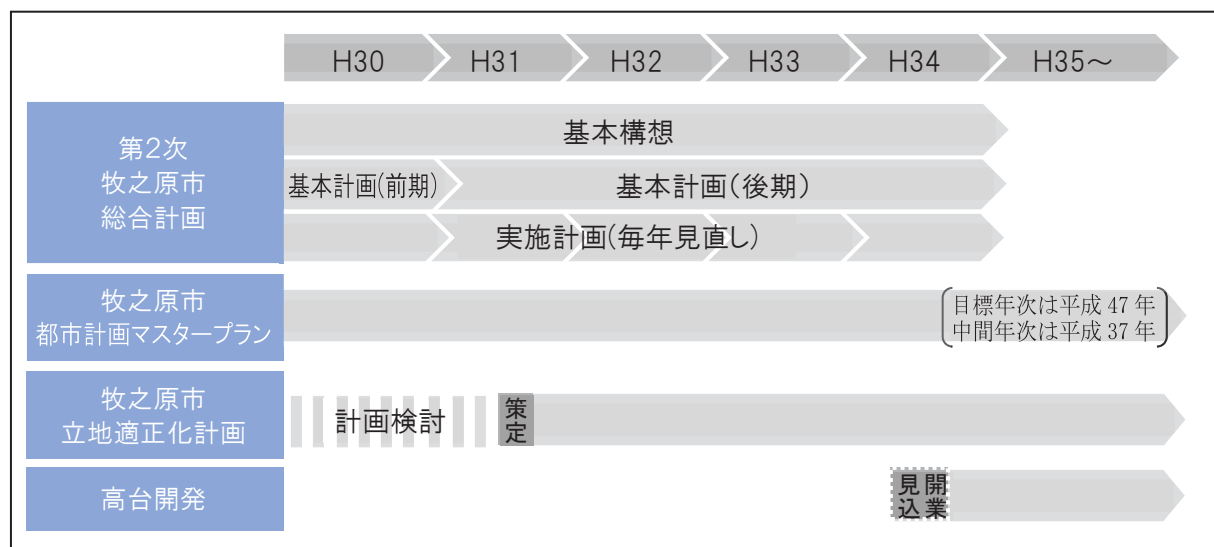 H30
H31
H32
H33
H34
H35～
第2次
牧之原市
総合計画
基本構想
基本計画(前期)
基本計画(後期)
実施計画(毎年見直し)
牧之原市
都市計画マスタープラン
目標年次は平成 47 年
中間年次は平成 37 年
牧之原市
立地適正化計画
計画検討
策定
高台開発
開業
見込